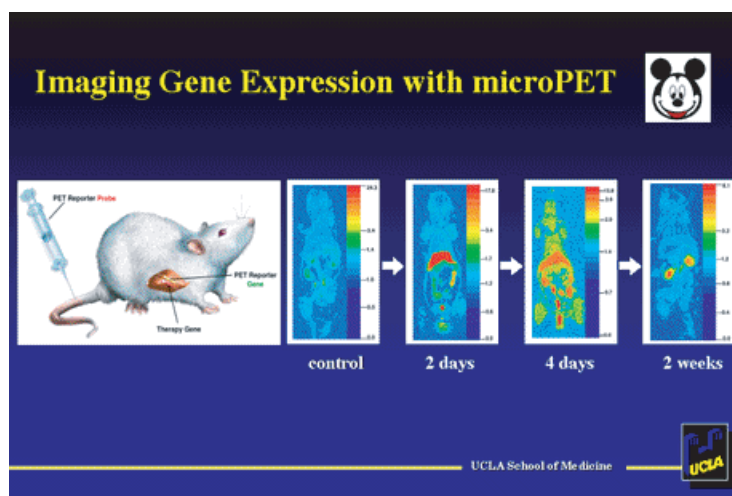 Imaging Gene Expression with microPET
PET Reporter Probe
PET Reporter
Gene
Therapy Gene
control
2 days
4 days
2 weeks
UCLA School of Medicine
UCLA